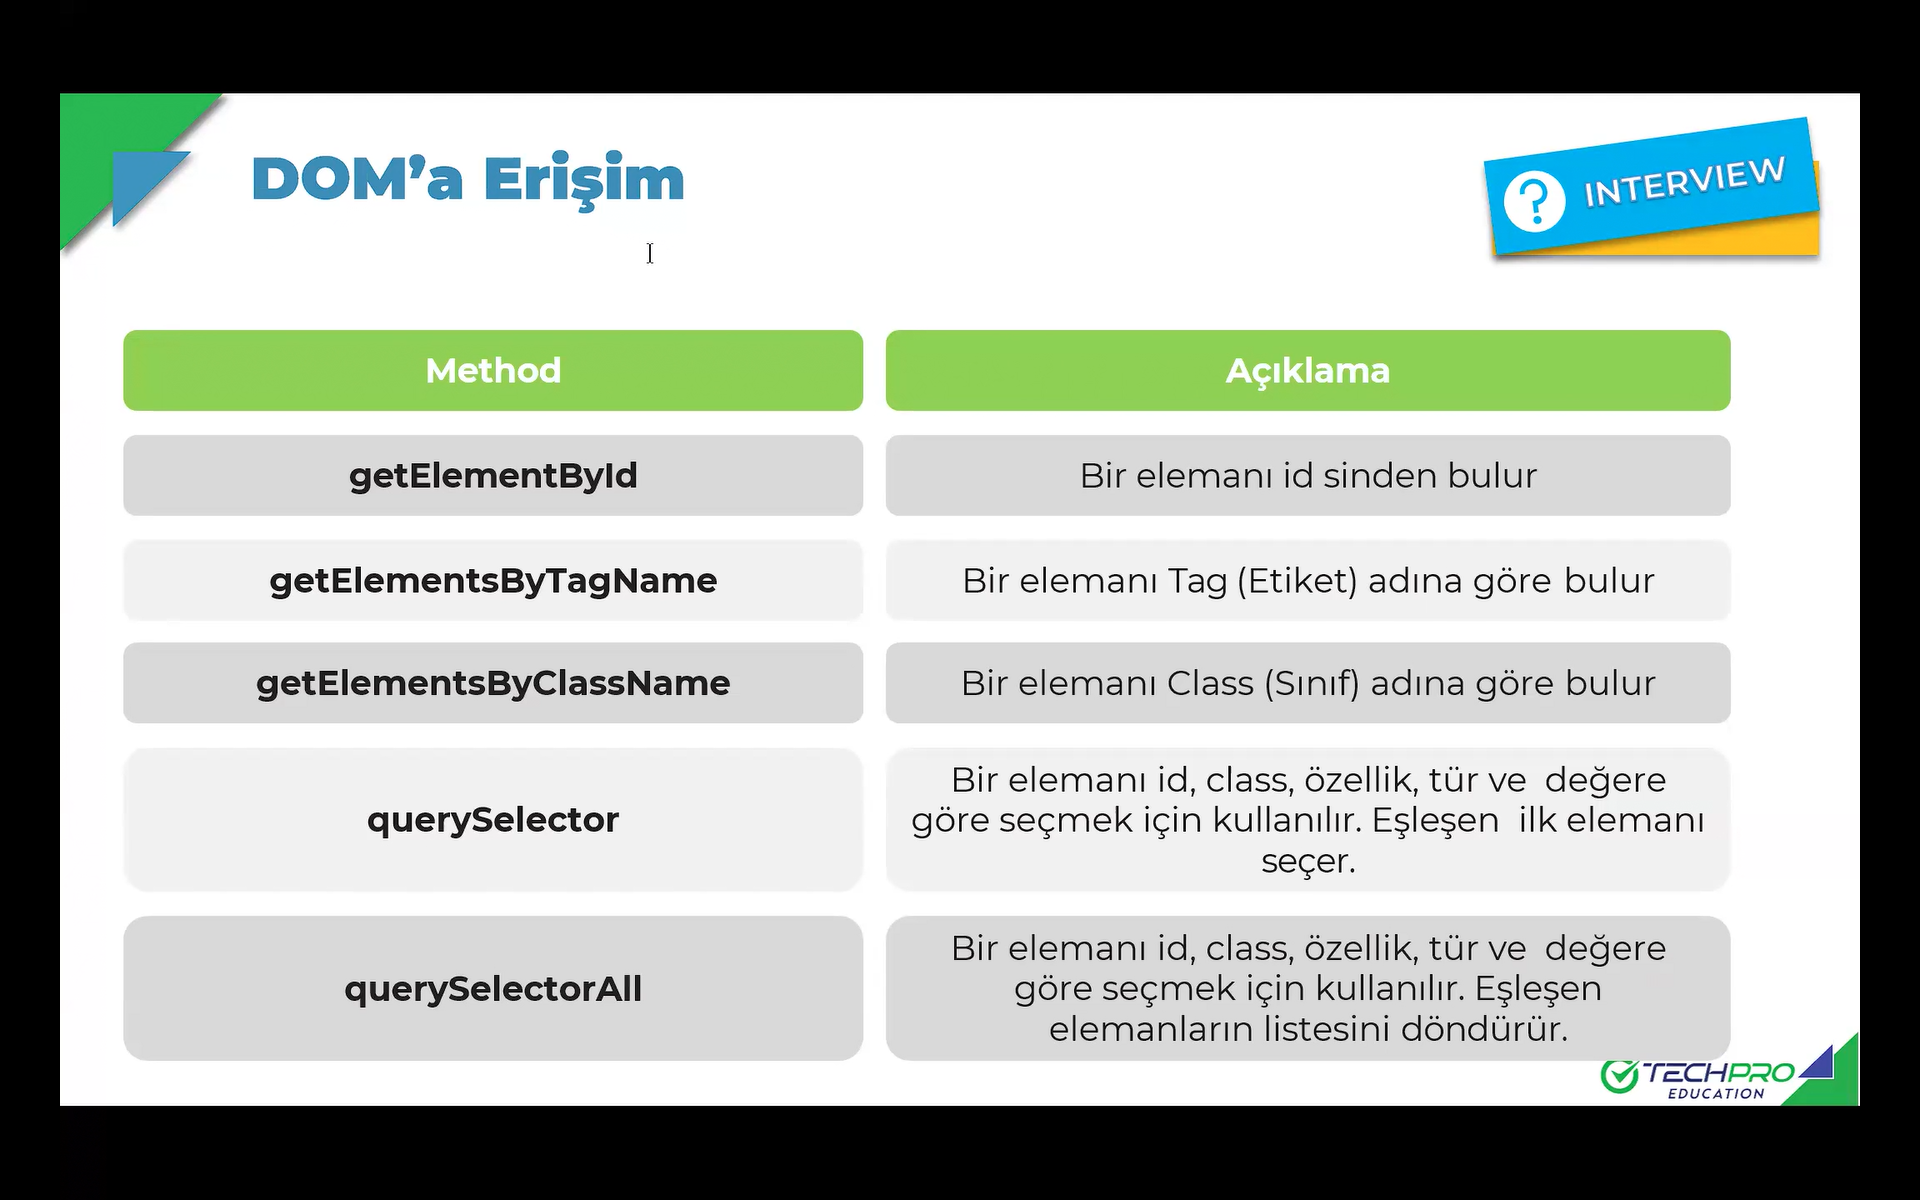 DOM’a Erişim
? INTERVIEW
Method
Açıklama
getElementById
Bir elemanı id sinden bulur
getElementsByTagName
Bir elemanı Tag (Etiket) adına göre bulur
getElementsByClassName
Bir elemanı Class (Sınıf) adına göre bulur
querySelector
Bir elemanı id, class, özellik, tür ve değere
göre seçmek için kullanılır. Eşleşen ilk elemanı
seçer.
querySelectorAll
Bir elemanı id, class, özellik, tür ve değere
göre seçmek için kullanılır. Eşleşen
elemanların listesini döndürür.
TECHPRO
EDUCATION